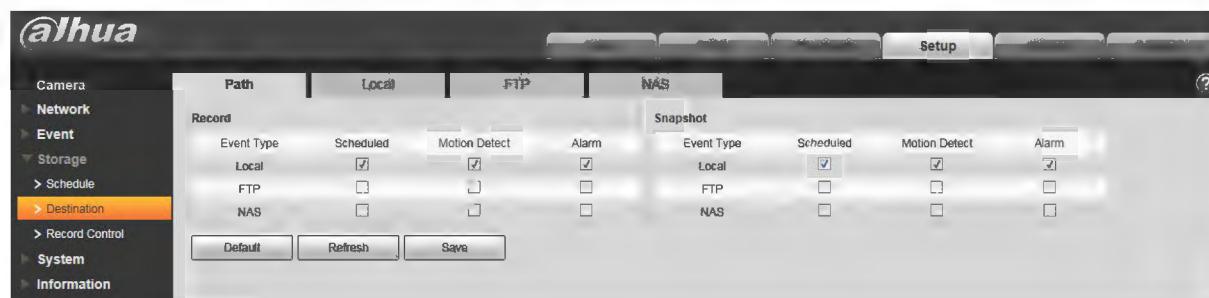 alhua
Setup
Camera
Network
Event
Storage
Schedule
Destination
Record Control
System
Information
Path Local FTP NAS
Record
Event Type Scheduled Motion Detect Alarm
Local
FTP
NAS
Snapshot
Event Type Scheduled Motion Detect Alarm
Local
FTP
NAS
Default Refresh Save
?